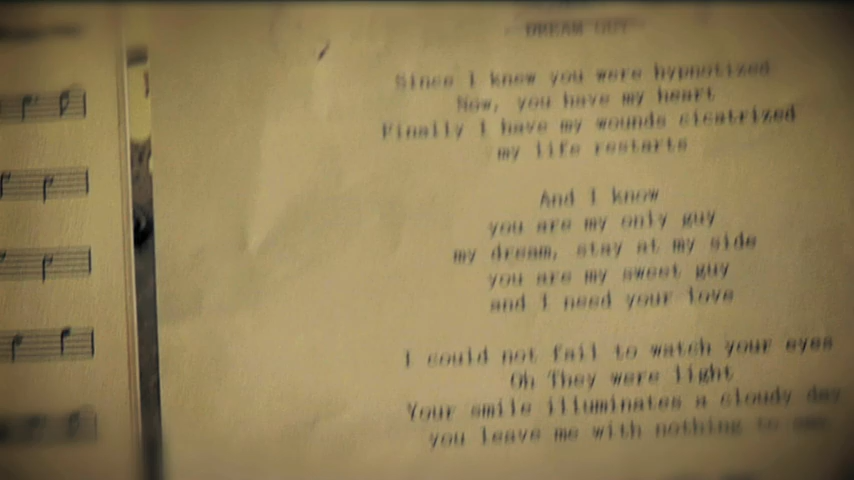 DREAM GUY
Since I knew you were hypnotized
Now, you have my heart
Finally I have my wounds cicatrized
my life restarts
And I know
you are my only guy
my dream, stay at my side
you are my sweet guy
and I need your love
I could not fail to watch your eyes
Oh They were light
Your smile illuminates a cloudy day
you leave me with nothing to